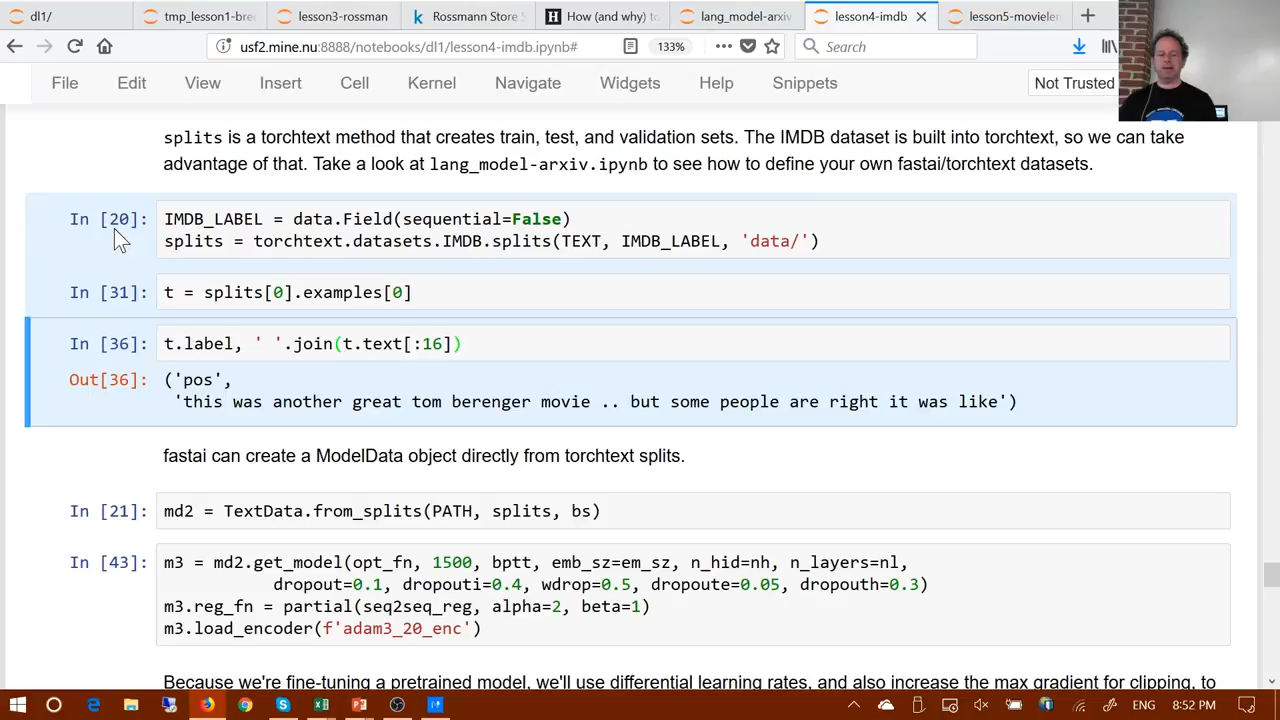 dl1/
tmp_lesson1-bre
lesson3-rossman
Rossmann Store S
How (and why) to
lang_model-arxiv
lesson4-imdb
lesson5-movieler
usf2.mine.nu:8888/notebooks/dl1/lesson4-imdb.ipynb#
133%
Search
File Edit View Insert Cell Kernel Navigate Widgets Help Snippets
Not Trusted
splits is a torchtext method that creates train, test, and validation sets. The IMDB dataset is built into torchtext, so we can take
advantage of that. Take a look at lang_model-arxiv.ipynb to see how to define your own fastai/torchtext datasets.
In [20]: IMDB_LABEL = data.Field(sequential=False)
splits = torchtext.datasets.IMDB.splits(TEXT, IMDB_LABEL, 'data/')
In [31]: t = splits[0].examples[0]
In [36]: t.label, ' '.join(t.text[:16])
Out[36]: ('pos',
'this was another great tom berenger movie .. but some people are right it was like')
fastai can create a ModelData object directly from torchtext splits.
In [21]: md2 = TextData.from_splits(PATH, splits, bs)
In [43]: m3 = md2.get_model(opt_fn, 1500, bptt, emb_sz=em_sz, n_hid=nh, n_layers=nl,
dropout=0.1, dropouti=0.4, wdrop=0.5, dropoute=0.05, dropouth=0.3)
m3.reg_fn = partial(seq2seq_reg, alpha=2, beta=1)
m3.load_encoder(f'adam3_20_enc')
Because we're fine-tuning a pretrained model, we'll use differential learning rates, and also increase the max gradient for clipping, to
ENG 8:52 PM